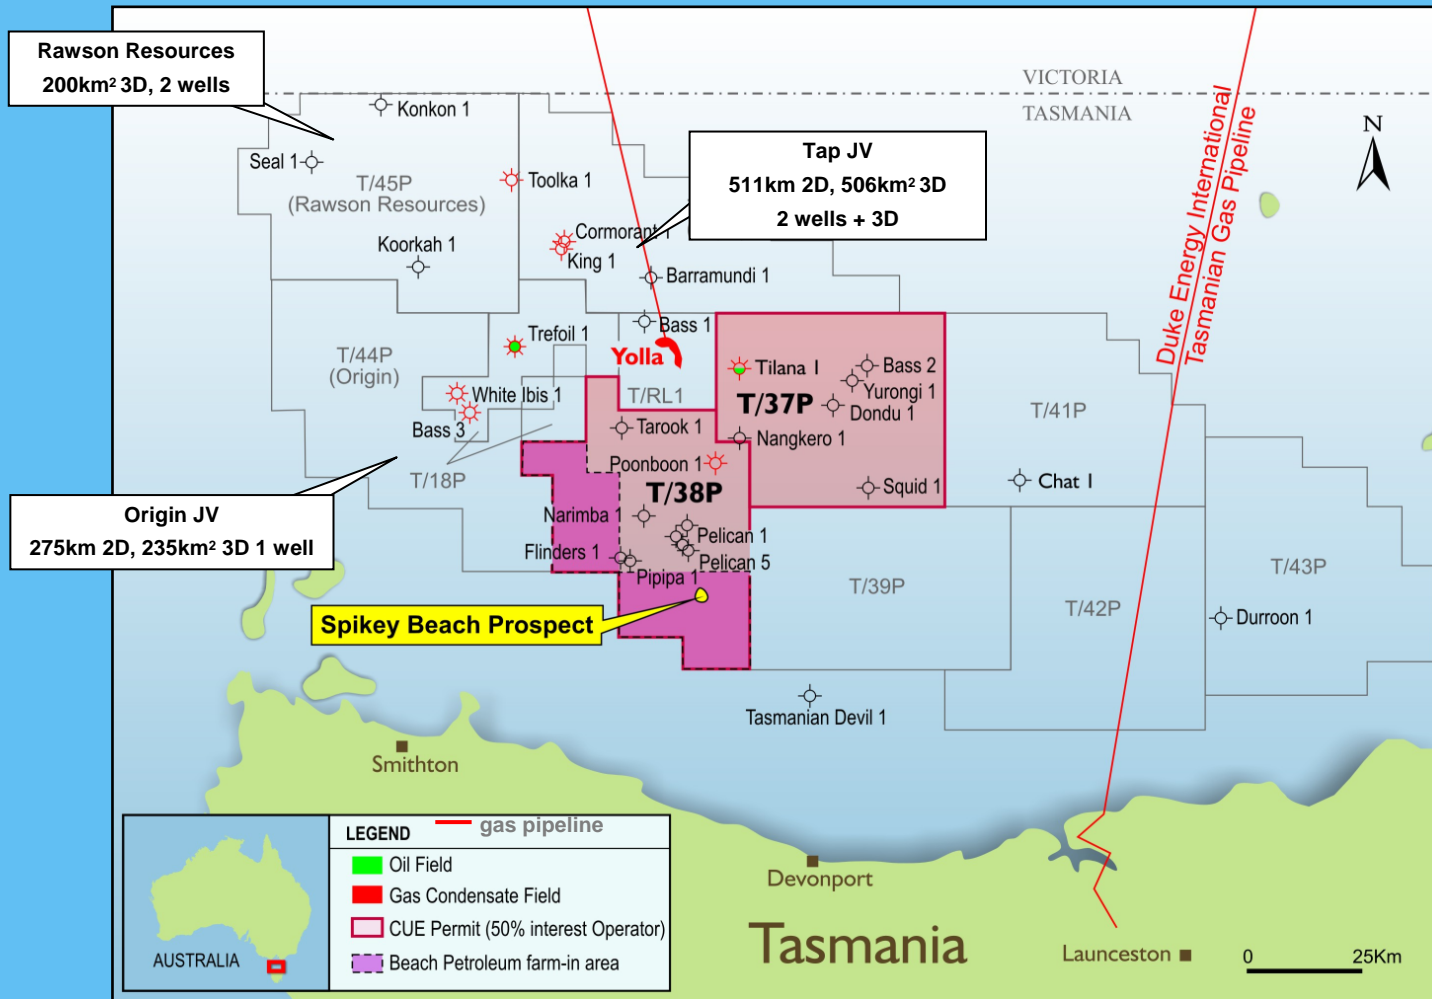 Rawson Resources
200km² 3D, 2 wells
VICTORIA
TASMANIA
N
Konkon 1
Seal 1
T/45P
(Rawson Resources)
Toolka 1
Tap JV
511km 2D, 506km² 3D
2 wells + 3D
Duke Energy International
Tasmanian Gas Pipeline
Koorkah 1
Cormorant 1
King 1
Barramundi 1
Bass 1
Trefoil 1
Yolla
T/44P
(Origin)
Tilana 1
Bass 2
Yurongi 1
White Ibis 1
T/RL1
T/37P
Dondu 1
T/41P
Bass 3
Tarook 1
Nangkero 1
Poonboon 1
T/18P
T/38P
Squid 1
Chat 1
Origin JV
275km 2D, 235km² 3D 1 well
Narimba 1
Pelican 1
Flinders 1
Pelican 5
Pipipa 1
T/39P
T/42P
T/43P
Durroon 1
Spikey Beach Prospect
Tasmanian Devil 1
Smithton
LEGEND
gas pipeline
Oil Field
Gas Condensate Field
CUE Permit (50% interest Operator)
Beach Petroleum farm-in area
AUSTRALIA
Devonport
Tasmania
Launceston
0 25Km